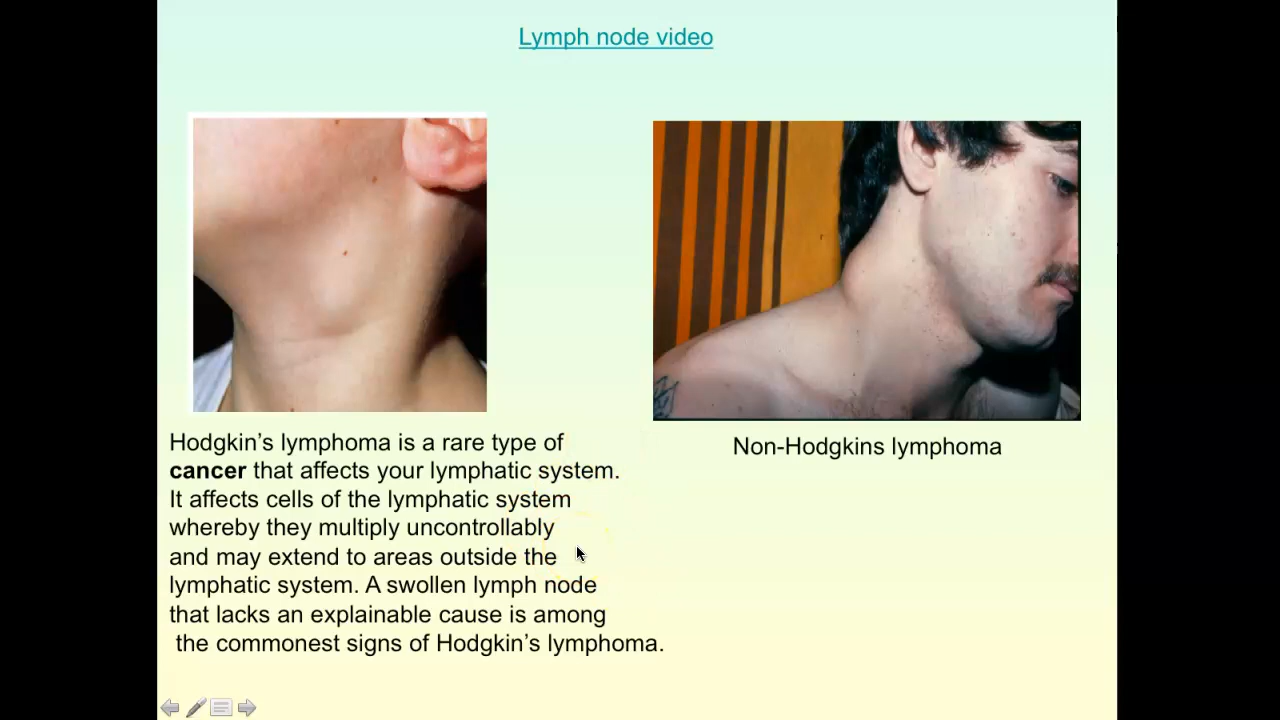 Lymph node video
Hodgkin’s lymphoma is a rare type of
cancer that affects your lymphatic system.
It affects cells of the lymphatic system
whereby they multiply uncontrollably
and may extend to areas outside the
lymphatic system. A swollen lymph node
that lacks an explainable cause is among
the commonest signs of Hodgkin’s lymphoma.
Non-Hodgkins lymphoma